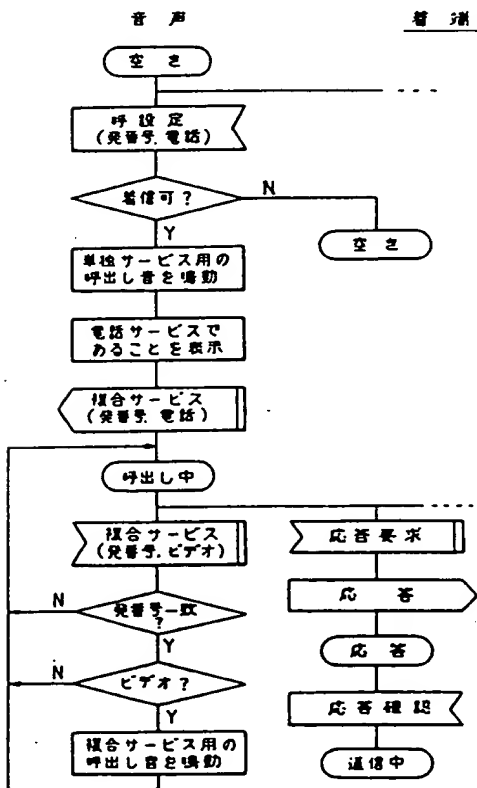 音声
着端
空き
呼設定
(発番号,電話)
着信可?
N
Y
空き
単独サービス用の
呼出し音を鳴動
電話サービスで
あることを表示
複合サービス
(発番号,電話)
呼出し中
複合サービス
(発番号,ビデオ)
応答要求
N
発番号一致
?
応答
Y
応答
N
ビデオ?
Y
応答確認
複合サービス用の
呼出し音を鳴動
通信中